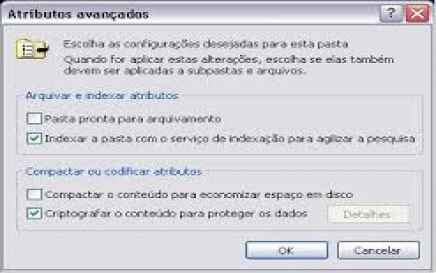 Atributos avançados
Escolha as configurações desejadas para esta pasta
Quando for aplicar estas alterações, escolha se elas também
devem ser aplicadas a subpastas e arquivos.
Arquivar e indexar atributos
Pasta pronta para arquivamento
Indexar a pasta com o serviço de indexação para agilizar a pesquisa
Compactar ou codificar atributos
Compactar o conteúdo para economizar espaço em disco
Criptografar o conteúdo para proteger os dados
Detalhes
OK
Cancelar